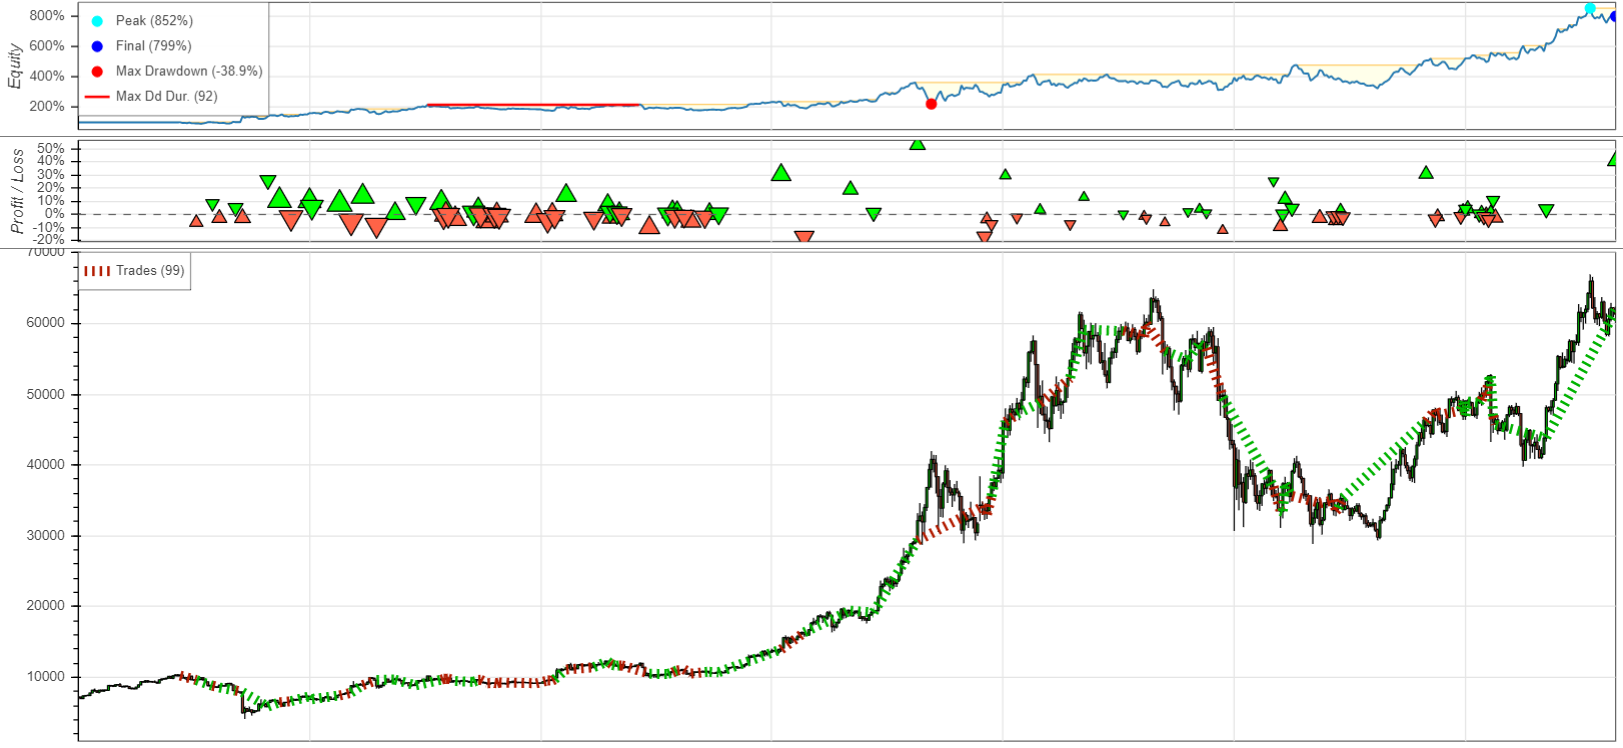 800%
600%
400%
200%
Equity
Peak (852%)
Final (799%)
Max Drawdown (-38.9%)
Max Dd Dur. (92)
50%
40%
30%
20%
10%
0%
-10%
-20%
Profit / Loss
70000
60000
50000
40000
30000
20000
10000
Trades (99)